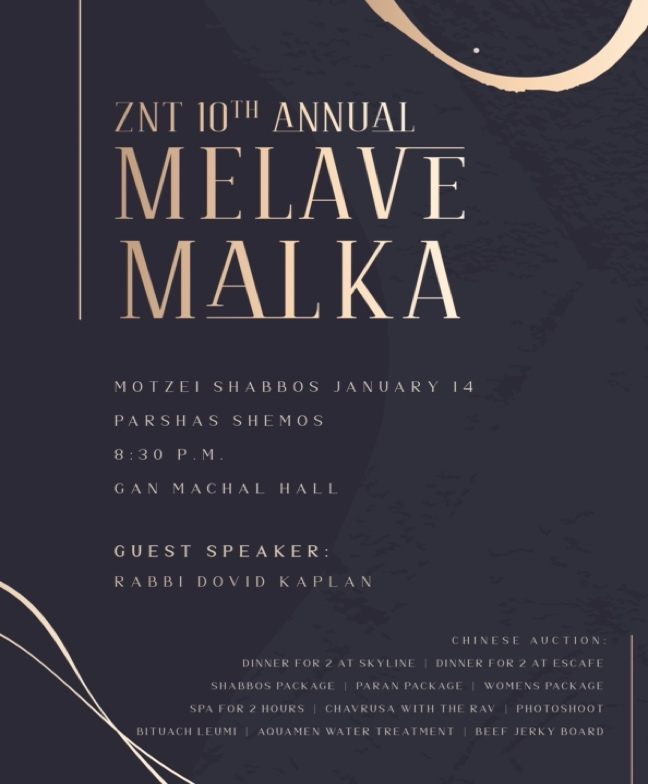 ZNT 10TH ANNUAL
MELAVE
MALKA
MOTZEI SHABBOS JANUARY 14
PARSHAS SHEMOS
8:30 P.M.
GAN MACHAL HALL
GUEST SPEAKER:
RABBI DOVID KAPLAN
CHINESE AUCTION:
DINNER FOR 2 AT SKYLINE | DINNER FOR 2 AT ESCAFE
SHABBOS PACKAGE | PARAN PACKAGE | WOMENS PACKAGE
SPA FOR 2 HOURS | CHAVRUSA WITH THE RAV | PHOTOSHOOT
BITUACH LEUMI | AQUAMEN WATER TREATMENT | BEEF JERKY BOARD